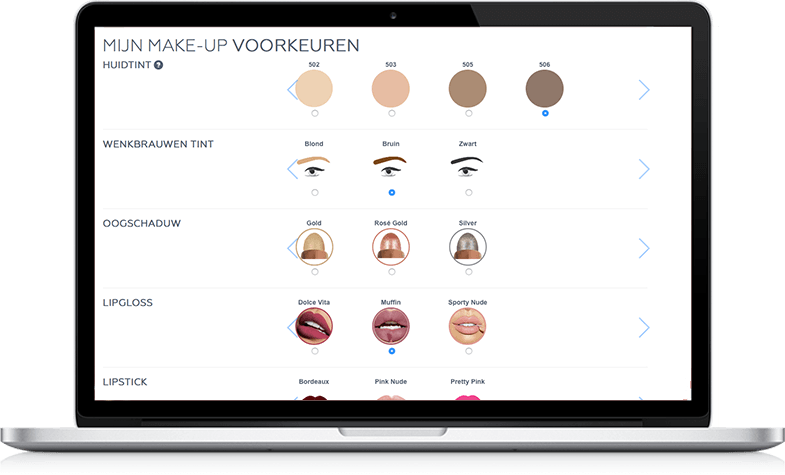 MIJN MAKE-UP VOORKEUREN
HUIDTINT ?
502 503 505 506
WENKBRAUWEN TINT
Blond Bruin Zwart
OOGSCHADUW
Gold Rosé Gold Silver
LIPGLOSS
Dolce Vita Muffin Sporty Nude
LIPSTICK
Bordeaux Pink Nude Pretty Pink